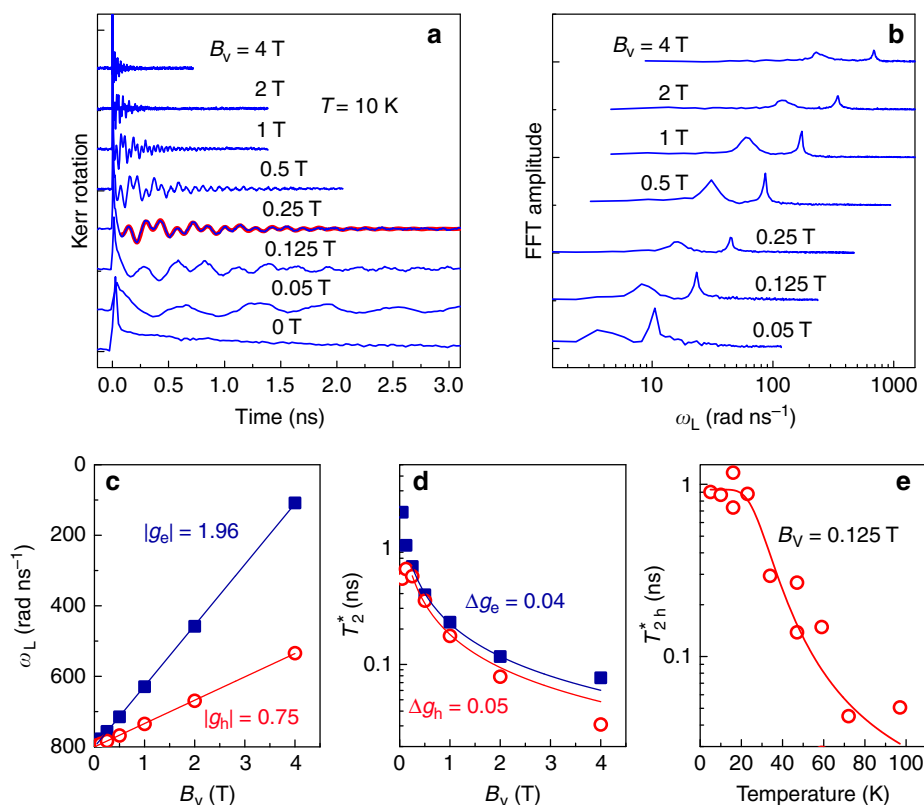 a
B_v = 4 T
2 T
T = 10 K
1 T
0.5 T
0.25 T
0.125 T
0.05 T
0 T
Kerr rotation
0.0 0.5 1.0 1.5 2.0 2.5 3.0
Time (ns)
b
B_v = 4 T
2 T
1 T
0.5 T
0.25 T
0.125 T
0.05 T
FFT amplitude
10 100 1000
ω_L (rad ns⁻¹)
c
0
200
400
600
800
ω_L (rad ns⁻¹)
|g_e| = 1.96
|g_h| = 0.75
0 1 2 3 4
B_v (T)
d
1
0.1
T_2^* (ns)
Δg_e = 0.04
Δg_h = 0.05
0 1 2 3 4
B_v (T)
e
1
0.1
T_2h^* (ns)
B_V = 0.125 T
0 20 40 60 80 100
Temperature (K)